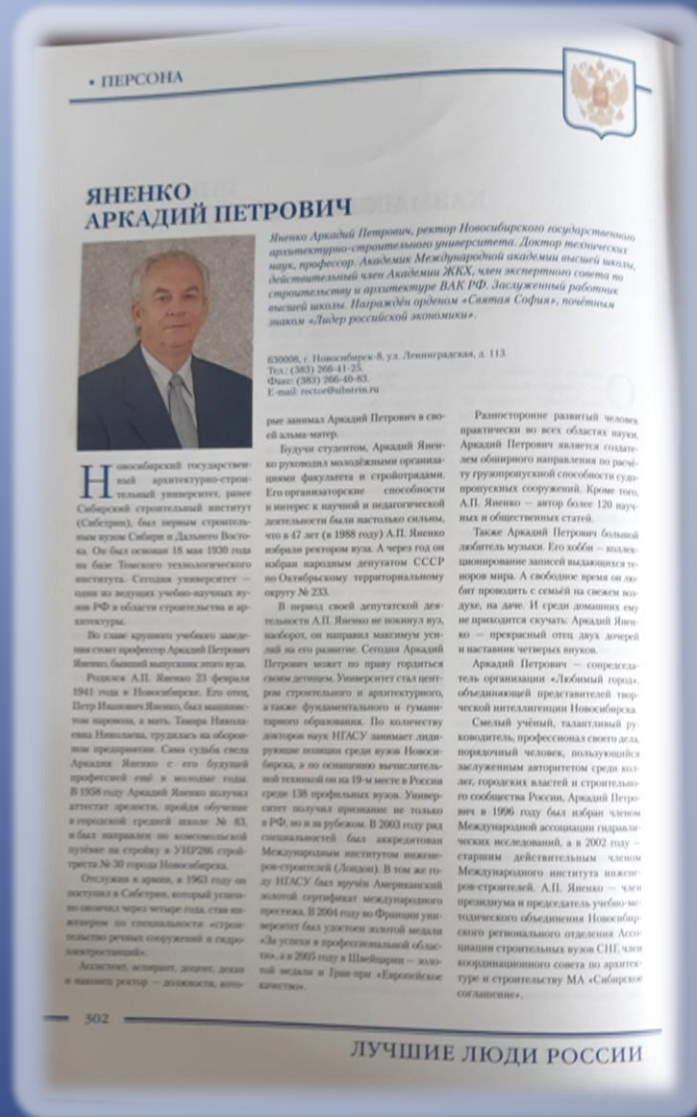 • ПЕРСОНА
ЯНЕНКО
АРКАДИЙ ПЕТРОВИЧ
Яненко Аркадий Петрович, ректор Новосибирского государственного
архитектурно-строительного университета. Доктор технических
наук, профессор. Академик Международной академии высшей школы,
действительный член Академии ЖКХ, член экспертного совета по
строительству и архитектуре ВАК РФ. Заслуженный работник
высшей школы. Награждён орденом «Святая София», почётным
знаком «Лидер российской экономики».
630008, г. Новосибирск-8, ул. Ленинградская, д. 113.
Тел.: (383) 266-41-25.
Факс: (383) 266-40-83.
E-mail: rector@sibstrin.ru
Новосибирский государствен-
ный архитектурно-строи-
тельный университет, ранее
Сибирский строительный институт
(Сибстрин), был первым строитель-
ным вузом Сибири и Дальнего Восто-
ка. Он был основан 18 мая 1930 года
на базе Томского технологического
института. Сегодня университет –
один из ведущих учебно-научных ву-
зов РФ в области строительства и ар-
хитектуры.
Во главе крупного учебного заведе-
ния стоит профессор Аркадий Петрович
Яненко, бывший выпускник этого вуза.
Родился А.П. Яненко 23 февраля
1941 года в Новосибирске. Его отец,
Петр Иванович Яненко, был машинис-
том паровоза, а мать, Тамара Никола-
евна Николаева, трудилась на оборон-
ном предприятии. Сама судьба свела
Аркадия Яненко с его будущей
профессией ещё в молодые годы.
В 1958 году Аркадий Яненко получил
аттестат зрелости, пройдя обучение
в городской средней школе № 83,
и был направлен по комсомольской
путёвке на стройку в УНР286 строй-
треста № 30 города Новосибирска.
Отслужив в армии, в 1963 году он
поступил в Сибстрин, который успеш-
но окончил через четыре года, став ин-
женером по специальности «строи-
тельство речных сооружений и гидро-
электростанций».
Ассистент, аспирант, доцент, декан
и наконец ректор – должности, кото-
рые занимал Аркадий Петрович в сво-
ей альма-матер.
Будучи студентом, Аркадий Янен-
ко руководил молодёжными организа-
циями факультета и стройотрядами.
Его организаторские способности
и интерес к научной и педагогической
деятельности были настолько сильны,
что в 47 лет (в 1988 году) А.П. Яненко
избрали ректором вуза. А через год он
избран народным депутатом СССР
по Октябрьскому территориальному
округу № 233.
В период своей депутатской дея-
тельности А.П. Яненко не покинул вуз,
наоборот, он направил максимум уси-
лий на его развитие. Сегодня Аркадий
Петрович может по праву гордиться
своим детищем. Университет стал цент-
ром строительного и архитектурного,
а также фундаментального и гумани-
тарного образования. По количеству
докторов наук НГАСУ занимает лиди-
рующие позиции среди вузов Новоси-
бирска, а по оснащению вычислитель-
ной техникой он на 19-м месте в России
среди 138 профильных вузов. Универ-
ситет получил признание не только
в РФ, но и за рубежом. В 2003 году ряд
специальностей был аккредитован
Международным институтом инжене-
ров-строителей (Лондон). В том же го-
ду НГАСУ был вручён Американский
золотой сертификат международного
престижа. В 2004 году во Франции уни-
верситет был удостоен золотой медали
«За успехи в профессиональной облас-
ти», а в 2005 году в Швейцарии – золо-
той медали и Гран-при «Европейское
качество».
Разносторонне развитый человек
практически во всех областях науки,
Аркадий Петрович является создате-
лем обширного направления по расчё-
ту грузопропускной способности судо-
пропускных сооружений. Кроме того,
А.П. Яненко – автор более 120 науч-
ных и общественных статей.
Также Аркадий Петрович большой
любитель музыки. Его хобби – коллек-
ционирование записей выдающихся те-
норов мира. А свободное время он лю-
бит проводить с семьёй на свежем воз-
духе, на даче. И среди домашних ему
не приходится скучать: Аркадий Янен-
ко – прекрасный отец двух дочерей
и наставник четверых внуков.
Аркадий Петрович – сопредседа-
тель организации «Любимый город»,
объединяющей представителей твор-
ческой интеллигенции Новосибирска.
Смелый учёный, талантливый ру-
ководитель, профессионал своего дела,
порядочный человек, пользующийся
заслуженным авторитетом среди кол-
лег, городских властей и строительно-
го сообщества России, Аркадий Петро-
вич в 1996 году был избран членом
Международной ассоциации гидравли-
ческих исследований, а в 2002 году –
старшим действительным членом
Международного института инжене-
ров-строителей. А.П. Яненко – член
президиума и председатель учебно-ме-
тодического объединения Новосибир-
ского регионального отделения Ассо-
циации строительных вузов СНГ, член
координационного совета по архитек-
туре и строительству МА «Сибирское
соглашение».
302
ЛУЧШИЕ ЛЮДИ РОССИИ